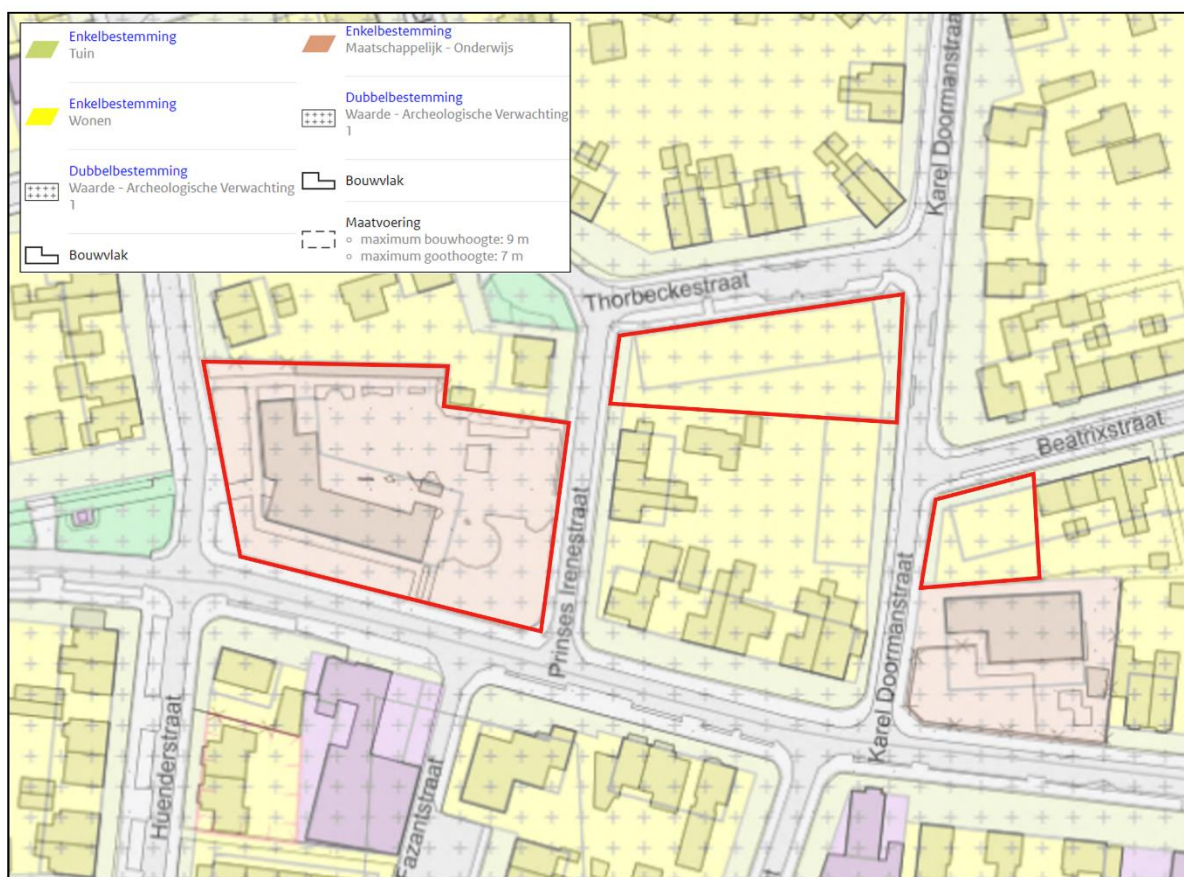 Enkelbestemming
Tuin
Enkelbestemming
Wonen
Dubbelbestemming
Waarde - Archeologische Verwachting
1
Bouwvlak
Enkelbestemming
Maatschappelijk - Onderwijs
Dubbelbestemming
Waarde - Archeologische Verwachting
1
Bouwvlak
Maatvoering
maximum bouwhoogte: 9 m
maximum goothoogte: 7 m
Karel Doormanstraat
Thorbeckestraat
Beatrixstraat
Prinses Irenestraat
Karel Doormanstraat
Huenderstraat
Fazantstraat